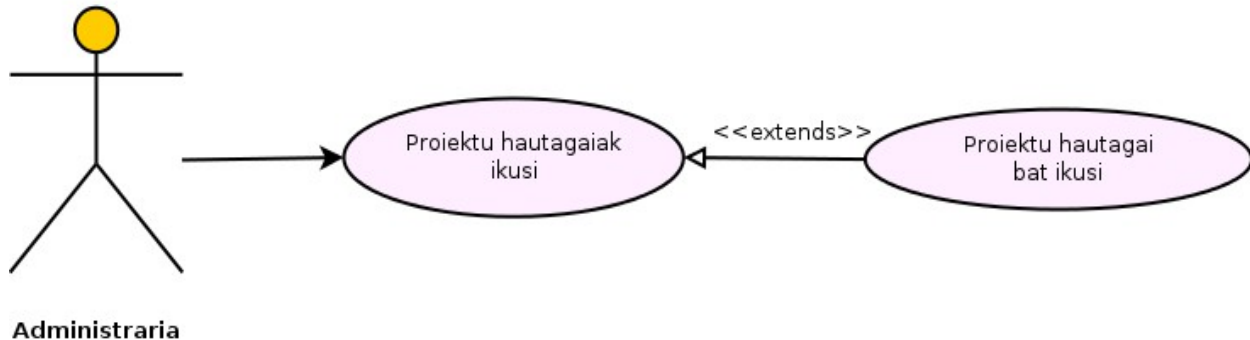 Proiektu hautagaiak
ikusi
<<extends>>
Proiektu hautagai
bat ikusi
Administraria